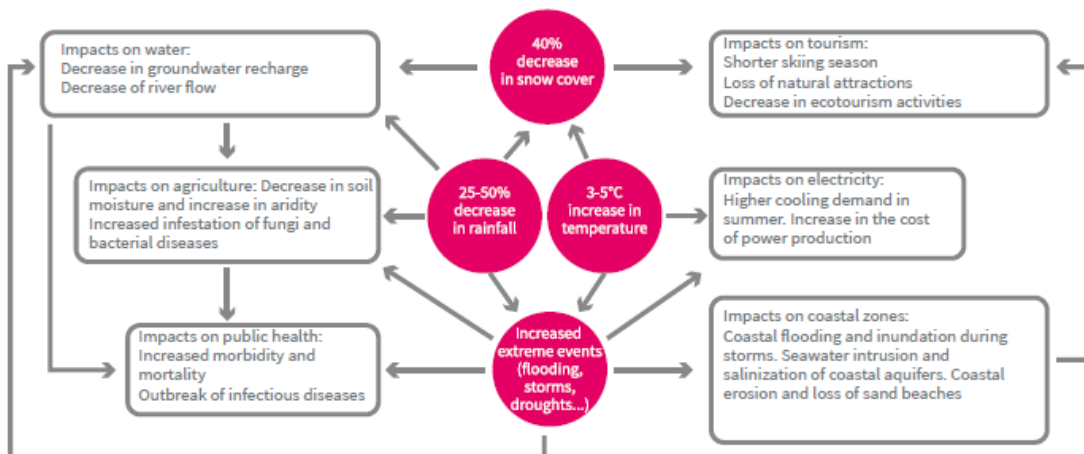 Impacts on water:
Decrease in groundwater recharge
Decrease of river flow
40%
decrease
in snow cover
Impacts on tourism:
Shorter skiing season
Loss of natural attractions
Decrease in ecotourism activities
Impacts on agriculture: Decrease in soil
moisture and increase in aridity
Increased infestation of fungi and
bacterial diseases
25-50%
decrease
in rainfall
3-5°C
increase in
temperature
Impacts on electricity:
Higher cooling demand in
summer. Increase in the cost
of power production
Impacts on public health:
Increased morbidity and
mortality
Outbreak of infectious diseases
Increased
extreme events
(flooding,
storms,
droughts...)
Impacts on coastal zones:
Coastal flooding and inundation during
storms. Seawater intrusion and
salinization of coastal aquifers. Coastal
erosion and loss of sand beaches